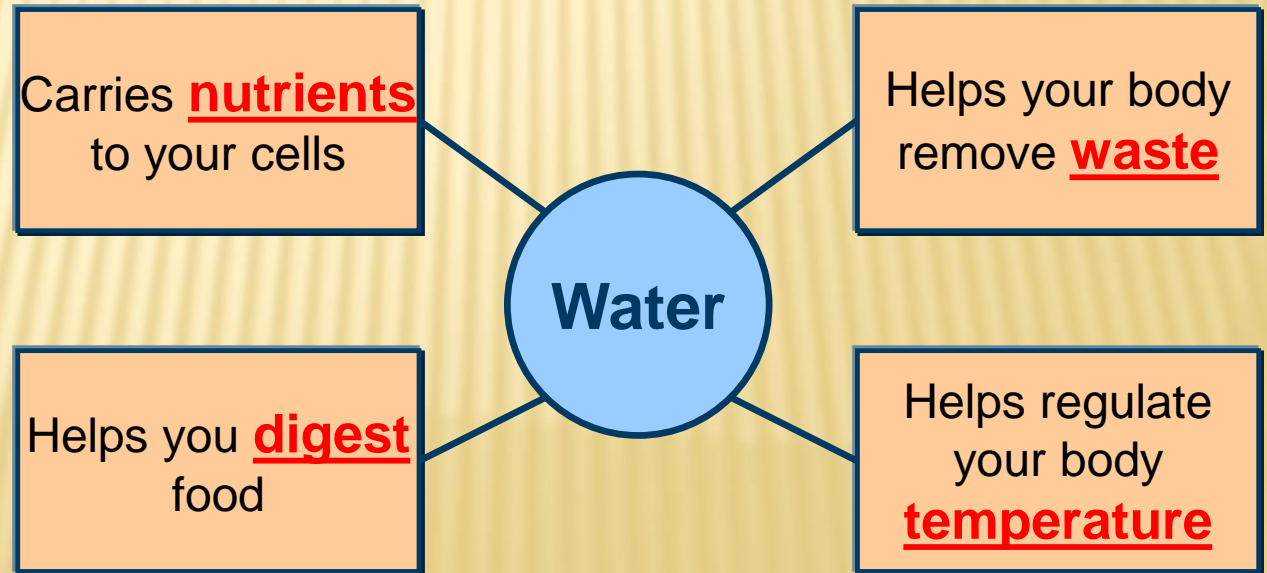 Carries nutrients
to your cells
Helps your body
remove waste
Water
Helps you digest
food
Helps regulate
your body
temperature